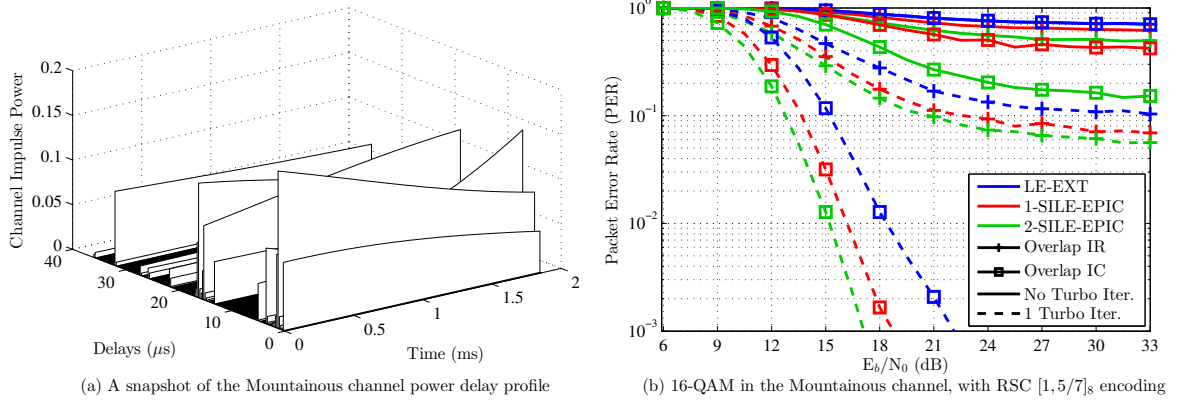 0.2
0.15
0.1
0.05
0
Channel Impulse Power
40
30
20
10
0
Delays (μs)
0
0.5
1
1.5
2
Time (ms)
(a) A snapshot of the Mountainous channel power delay profile
10⁰
10⁻¹
10⁻²
10⁻³
Packet Error Rate (PER)
6 9 12 15 18 21 24 27 30 33
E_b/N_0 (dB)
LE-EXT
1-SILE-EPIC
2-SILE-EPIC
Overlap IR
Overlap IC
No Turbo Iter.
1 Turbo Iter.
(b) 16-QAM in the Mountainous channel, with RSC [1, 5/7]₈ encoding